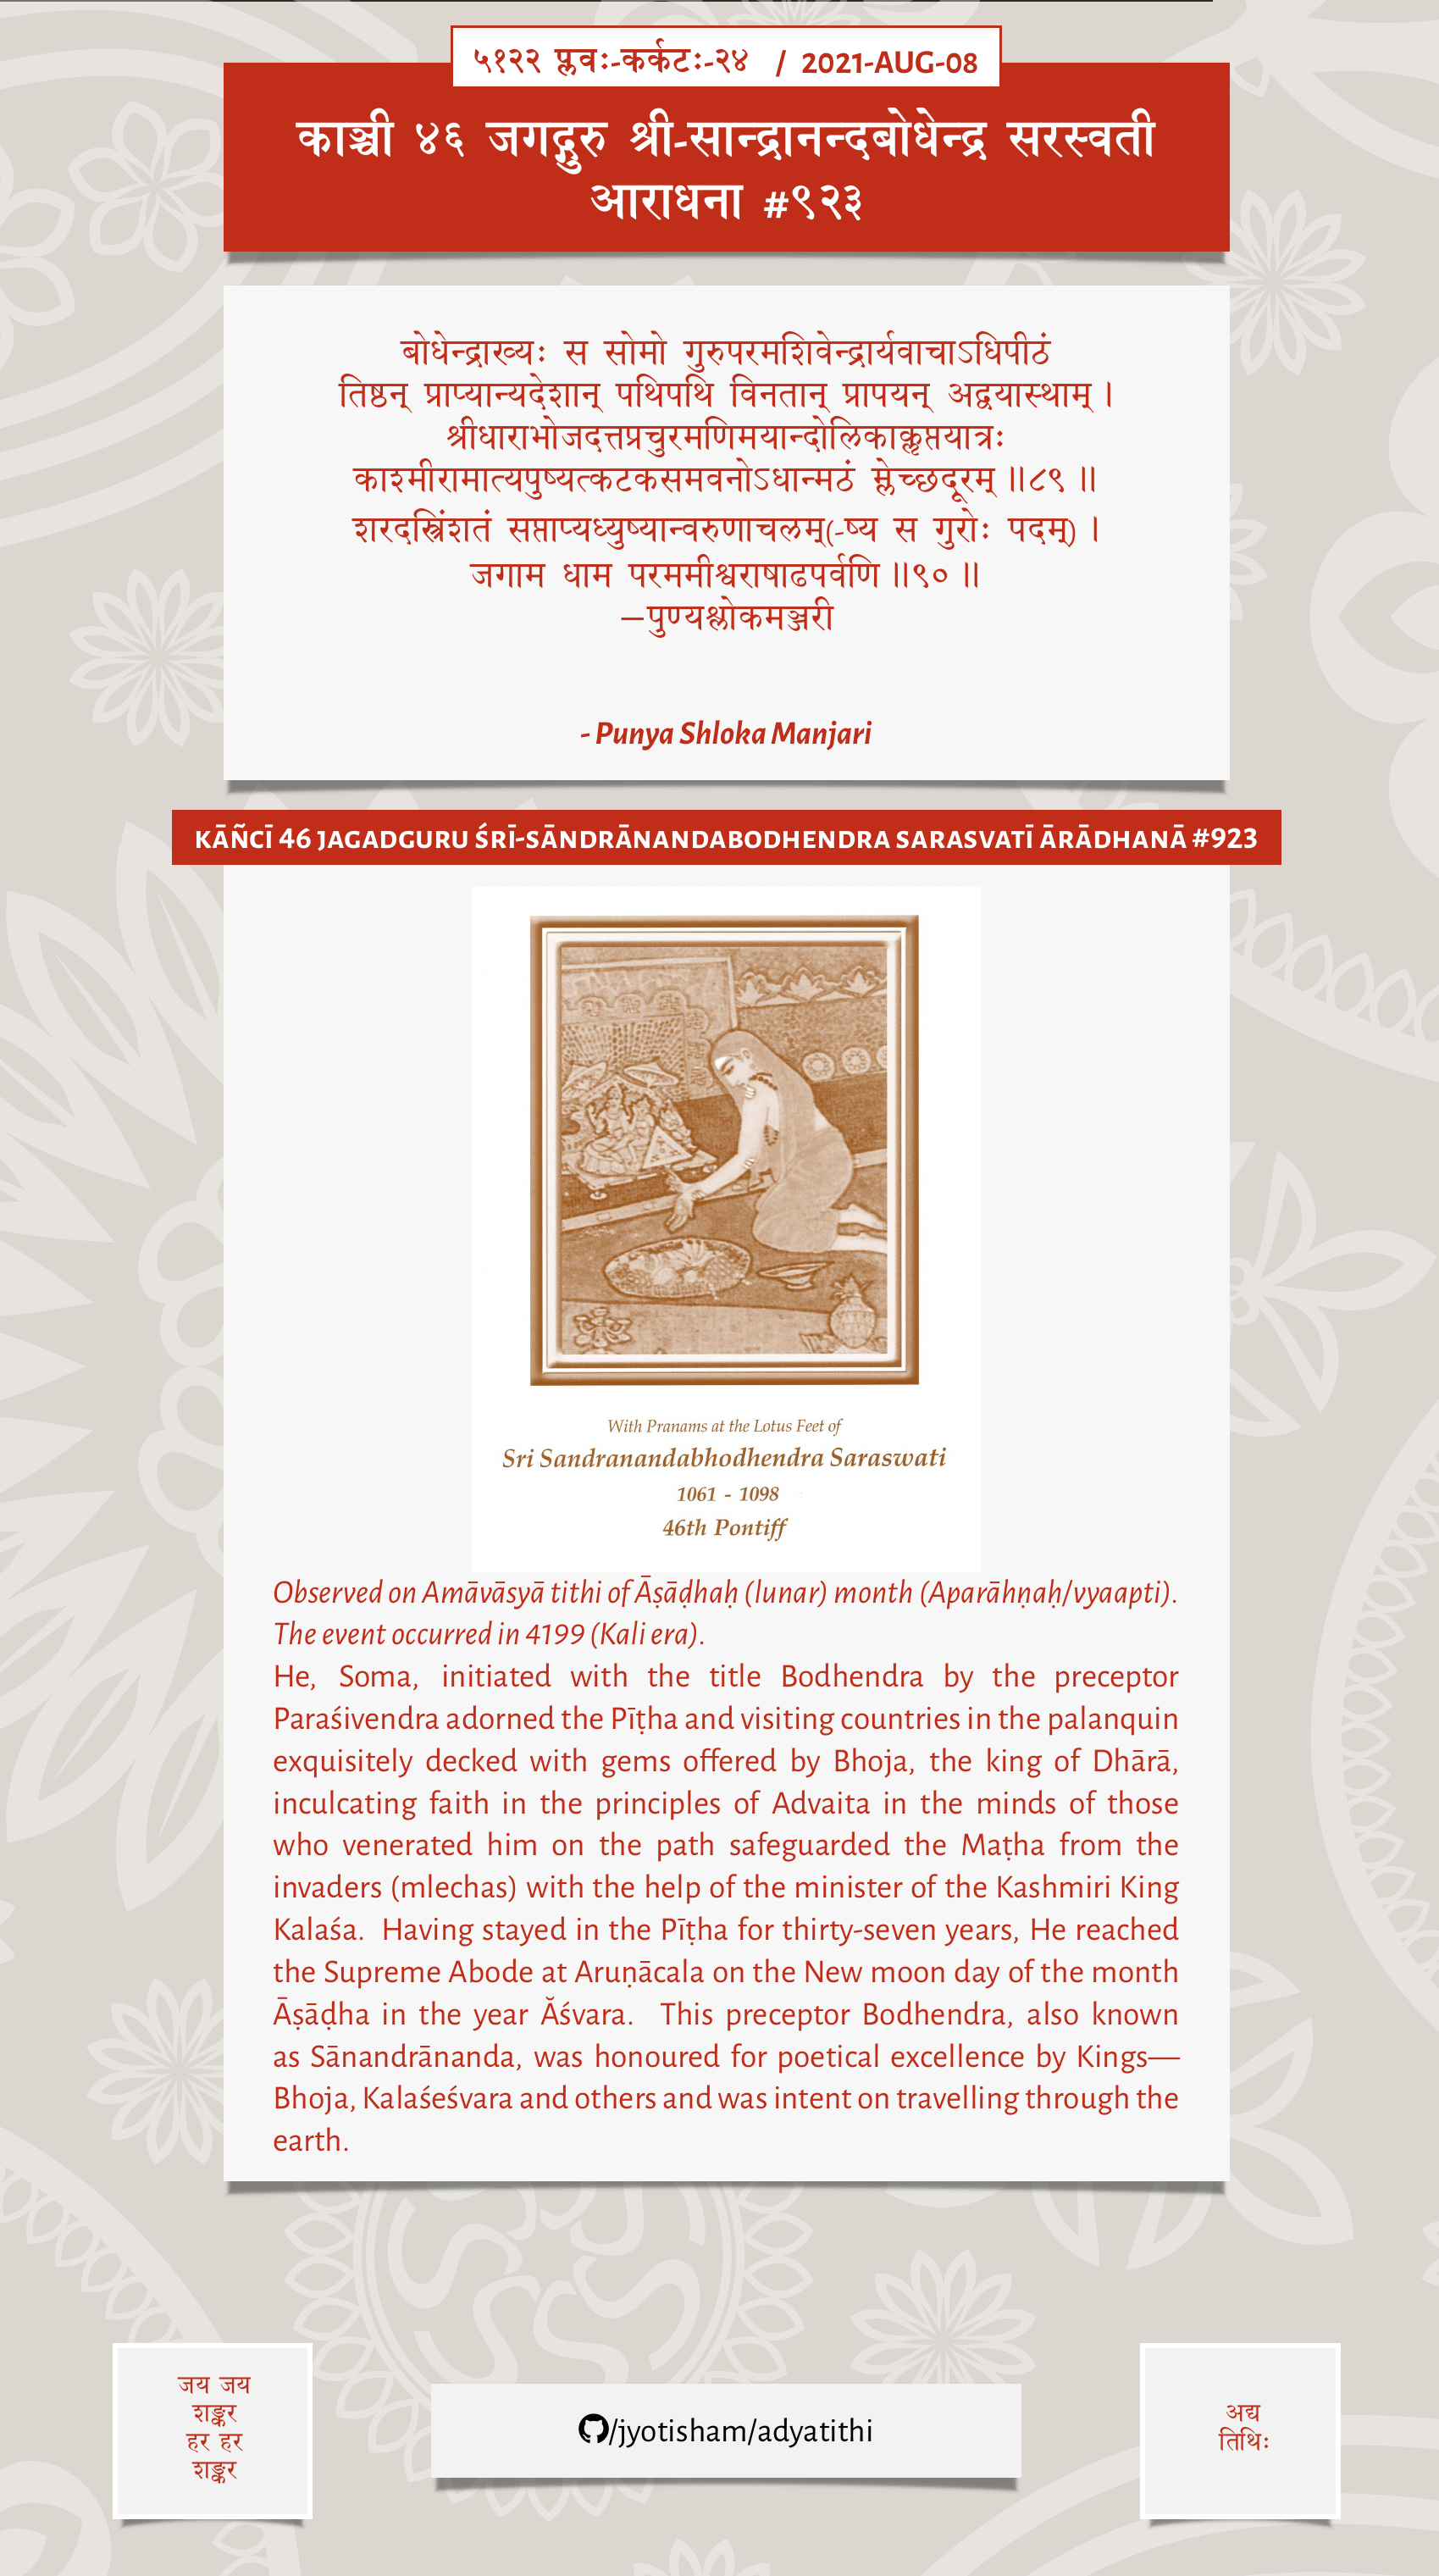 ५१२२ प्लवः-कर्कटः-२४ / 2021-AUG-08
काञ्ची ४६ जगद्गुरु श्री-सान्द्रानन्दबोधेन्द्र सरस्वती
आराधना #९२३
बोधेन्द्राख्यः स सोमो गुरुपरमशिवेन्द्रार्यवाचाऽधिपीठं
तिष्ठन् प्राप्यान्यदेशान् पथिपथि विनतान् प्रापयन् अद्वयास्थाम् ।
श्रीधाराभोजदत्तप्रचुरमणिमयान्दोलिकाकॢप्तयात्रः
काश्मीरामात्यपुष्यत्कटकसमवनोऽधान्मठं म्लेच्छदूरम् ॥८९ ॥
शरदस्त्रिंशतं सप्ताप्यध्युष्यान्वरुणाचलम्(-ष्य स गुरोः पदम्) ।
जगाम धाम परममीश्वराषाढपर्वणि ॥९० ॥
—पुण्यश्लोकमञ्जरी
- Punya Shloka Manjari
KĀÑCĪ 46 JAGADGURU ŚRĪ-SĀNDRĀNANDABODHENDRA SARASVATĪ ĀRĀDHANĀ #923
With Pranams at the Lotus Feet of
Sri Sandranandabhodhendra Saraswati
1061 - 1098
46th Pontiff
Observed on Amāvāsyā tithi of Āṣāḍhaḥ (lunar) month (Aparāhṇaḥ/vyaapti).
The event occurred in 4199 (Kali era).
He, Soma, initiated with the title Bodhendra by the preceptor
Paraśivendra adorned the Pīṭha and visiting countries in the palanquin
exquisitely decked with gems offered by Bhoja, the king of Dhārā,
inculcating faith in the principles of Advaita in the minds of those
who venerated him on the path safeguarded the Maṭha from the
invaders (mlechas) with the help of the minister of the Kashmiri King
Kalaśa. Having stayed in the Pīṭha for thirty-seven years, He reached
the Supreme Abode at Aruṇācala on the New moon day of the month
Āṣāḍha in the year Ǎśvara. This preceptor Bodhendra, also known
as Sānandrānanda, was honoured for poetical excellence by Kings—
Bhoja, Kalaśeśvara and others and was intent on travelling through the
earth.
जय जय
शङ्कर
हर हर
शङ्कर
/jyotisham/adyatithi
अद्य
तिथिः